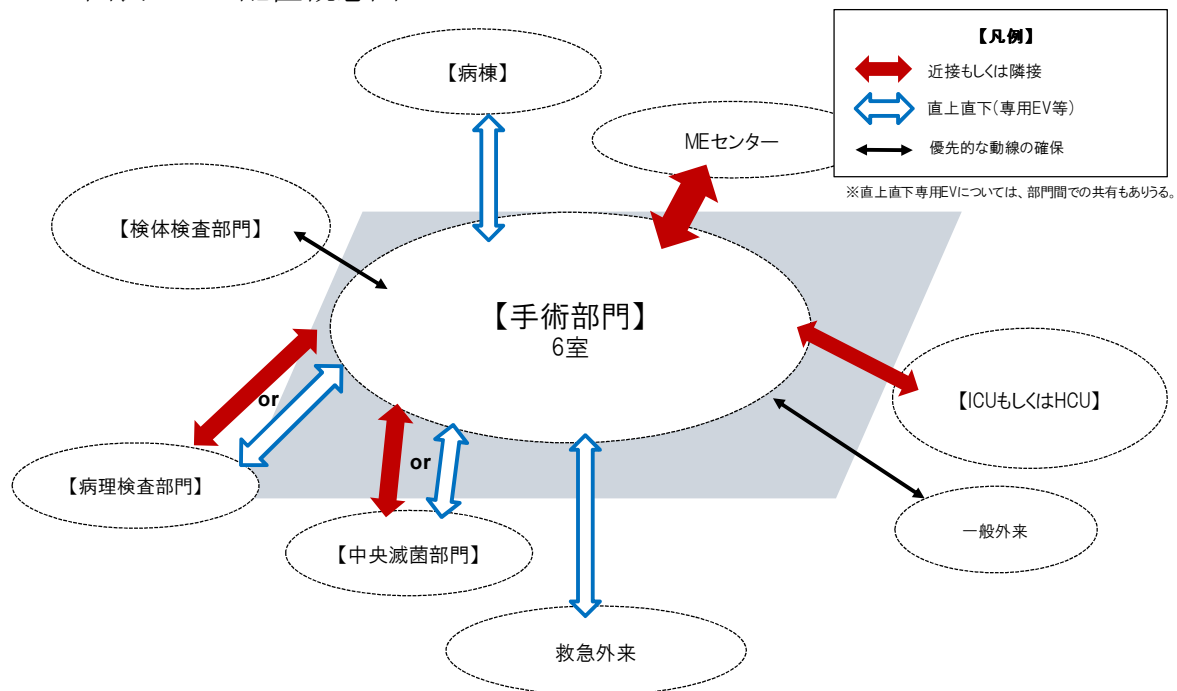 【凡例】
近接もしくは隣接
直上直下(専用EV等)
優先的な動線の確保
※直上直下専用EVについては、部門間での共有もありうる。
【病棟】
MEセンター
【検体検査部門】
【手術部門】
6室
【ICUもしくはHCU】
or
【病理検査部門】
or
【中央滅菌部門】
一般外来
救急外来